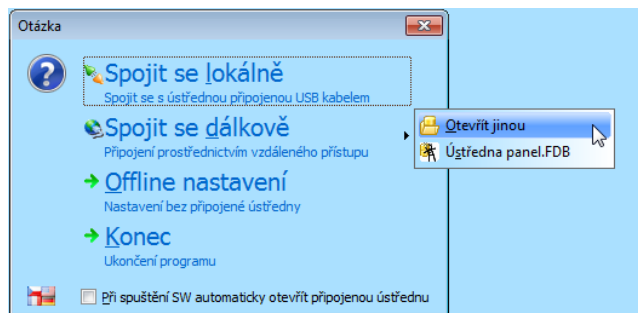 Otázka
Spojit se lokálně
Spojit se s ústřednou připojenou USB kabelem
Spojit se dálkově
Připojení prostřednictvím vzdáleného přístupu
Otevřít jinou
Ústředna panel.FDB
Offline nastavení
Nastavení bez připojené ústředny
Konec
Ukončení programu
Při spuštění SW automaticky otevřít připojenou ústřednu